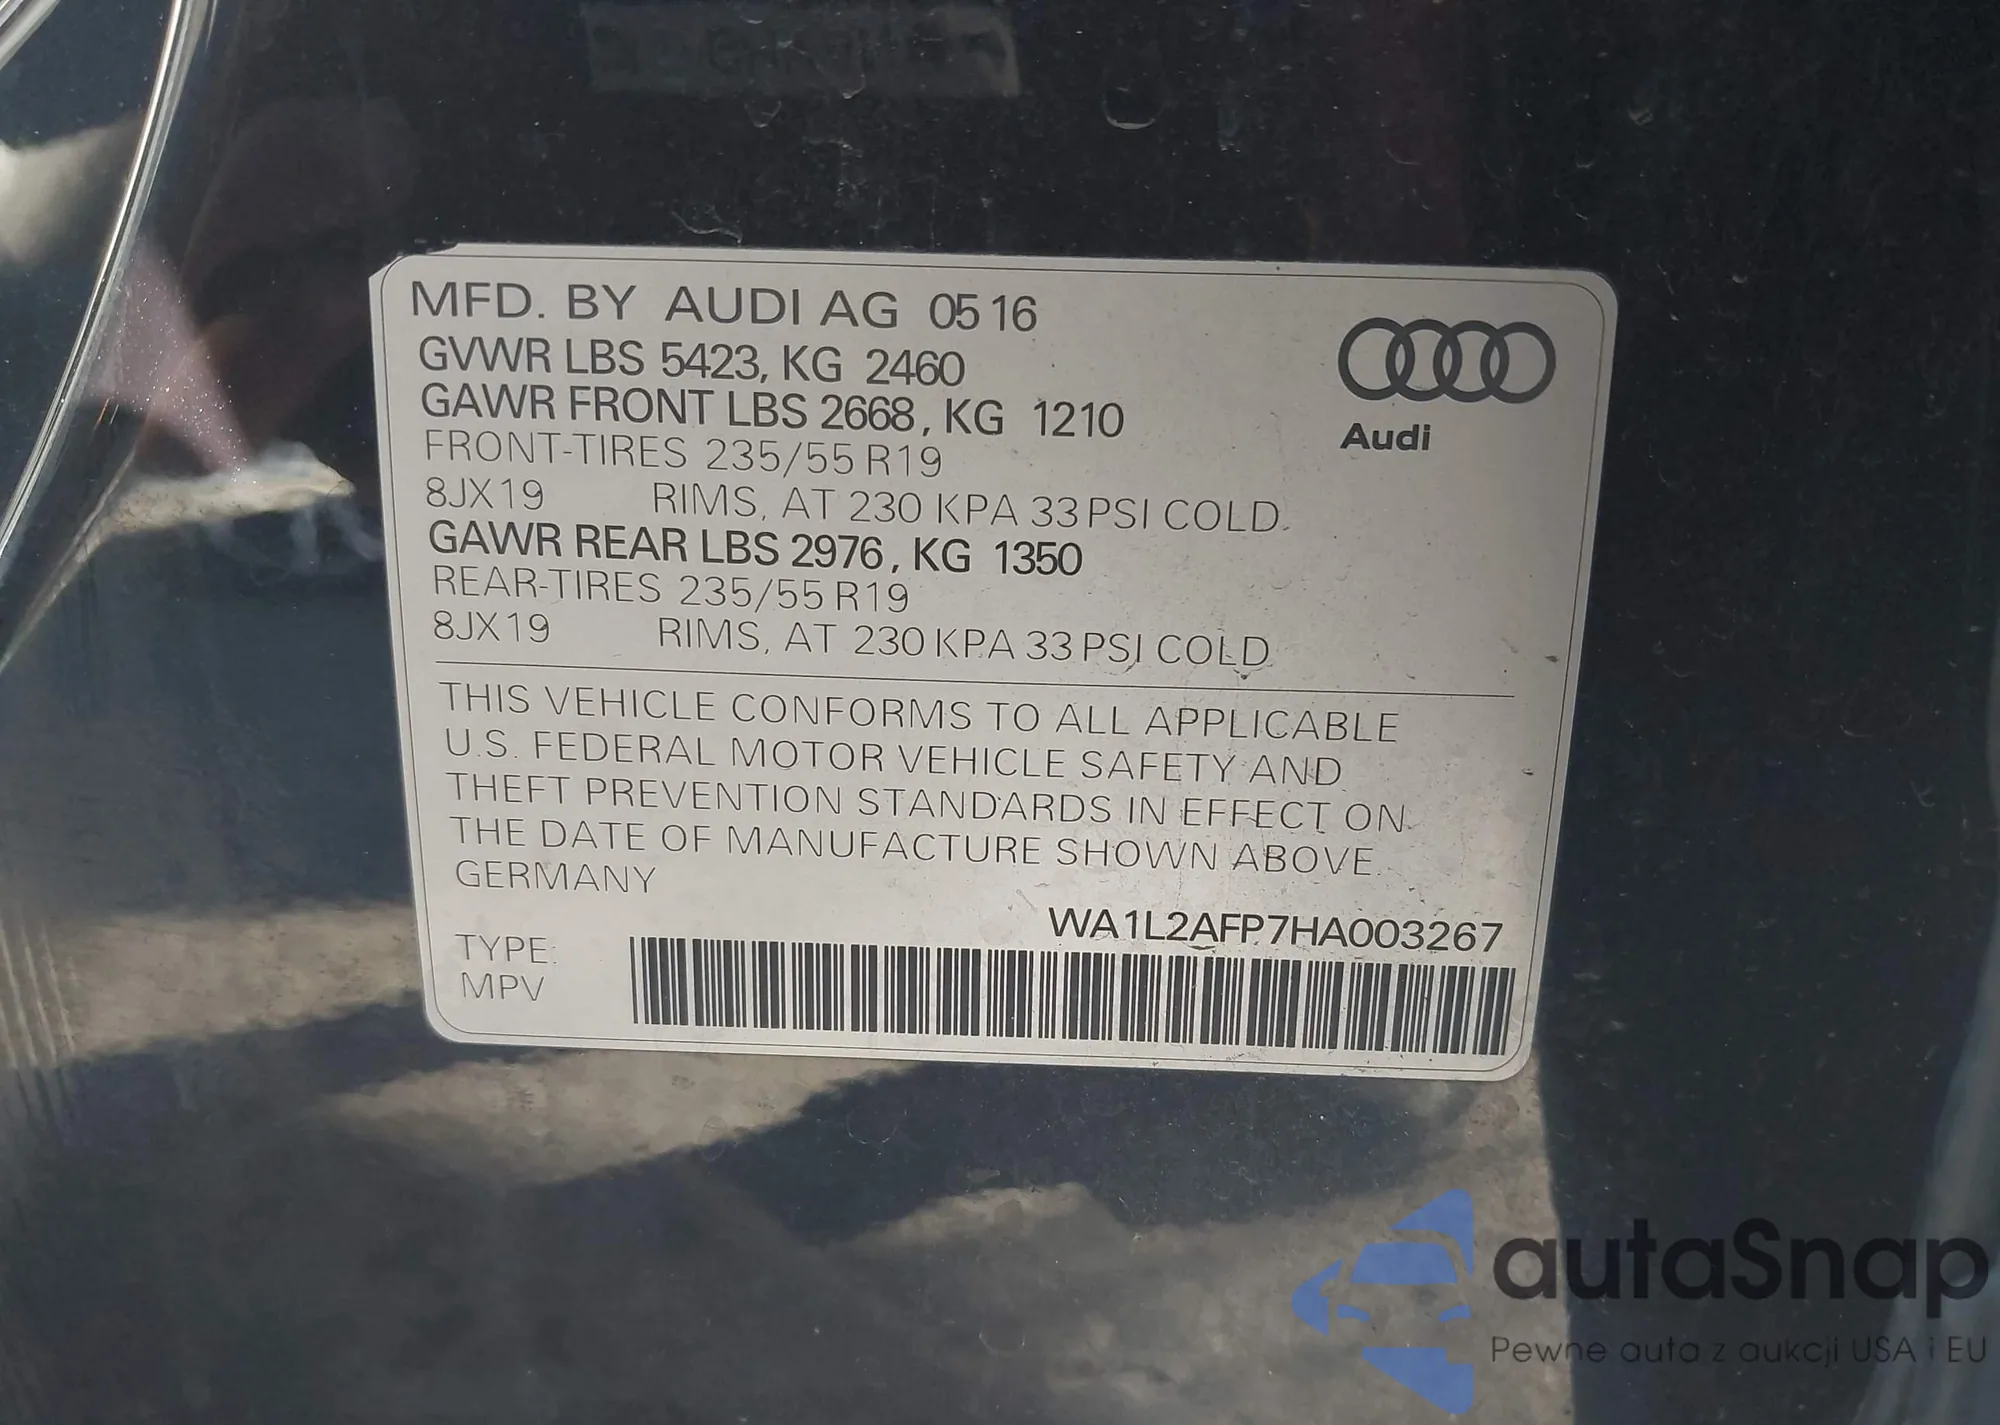 MFD. BY AUDI AG 05 16
GVWR LBS 5423, KG 2460
GAWR FRONT LBS 2668, KG 1210
FRONT-TIRES 235/55 R19
8JX19 RIMS, AT 230 KPA 33 PSI COLD.
GAWR REAR LBS 2976, KG 1350
REAR-TIRES 235/55 R19
8JX19 RIMS, AT 230 KPA 33 PSI COLD
Audi
THIS VEHICLE CONFORMS TO ALL APPLICABLE
U.S. FEDERAL MOTOR VEHICLE SAFETY AND
THEFT PREVENTION STANDARDS IN EFFECT ON
THE DATE OF MANUFACTURE SHOWN ABOVE.
GERMANY
WA1L2AFP7HA003267
TYPE:
MPV
autaSnap
Pewne auta z aukcji USA i EU